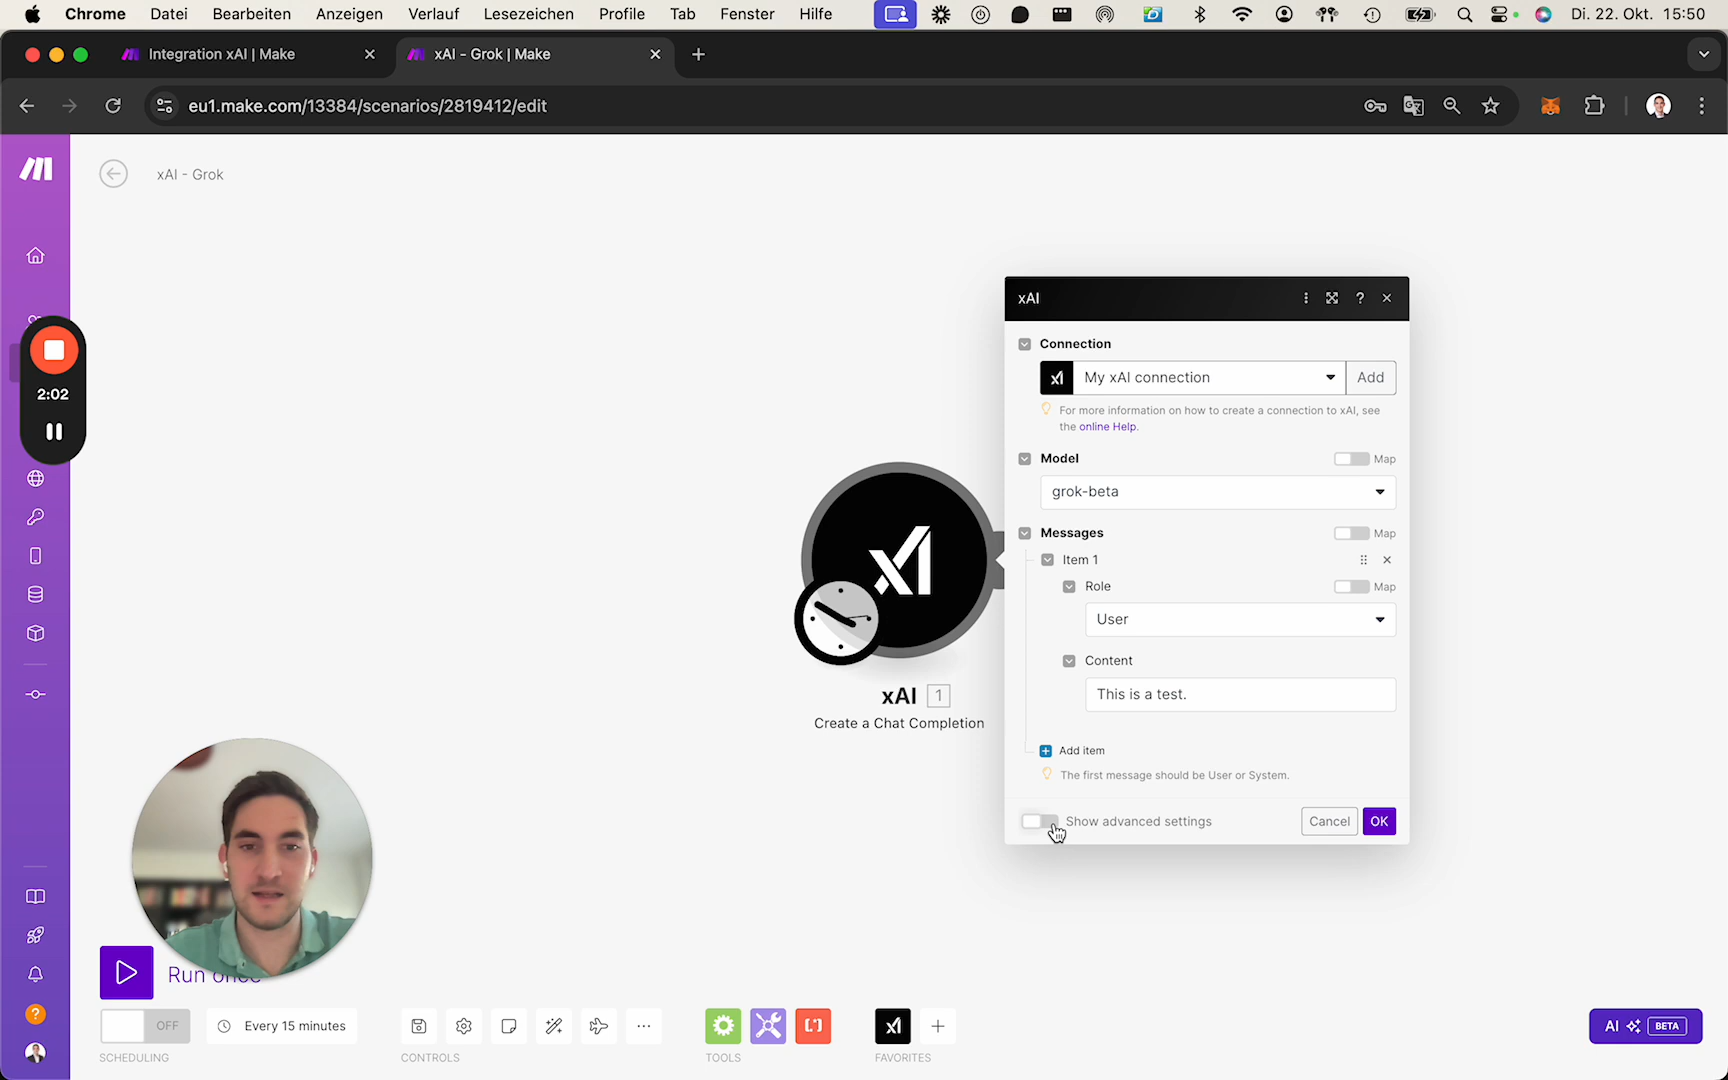 Chrome Datei Bearbeiten Anzeigen Verlauf Lesezeichen Profile Tab Fenster Hilfe Di. 22. Okt. 15:50
Integration xAI | Make
xAI - Grok | Make
eu1.make.com/13384/scenarios/2819412/edit
xAI - Grok
2:02
xAI
Connection
My xAI connection
Add
For more information on how to create a connection to xAI, see
the online Help.
Model
Map
grok-beta
Messages
Map
Item 1
Role
Map
User
Content
This is a test.
Add item
The first message should be User or System.
Show advanced settings
Cancel
OK
xAI 1
Create a Chat Completion
Run once
OFF
Every 15 minutes
SCHEDULING
CONTROLS
TOOLS
FAVORITES
AI BETA